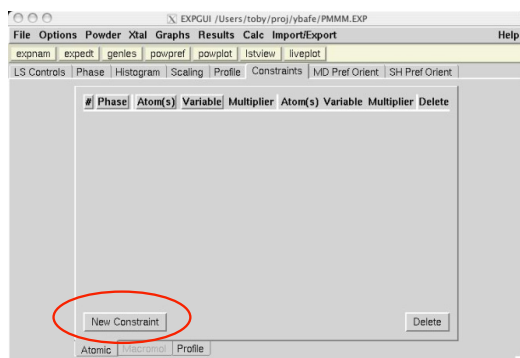 EXPGUI /Users/toby/proj/ybafe/PMMM.EXP
File Options Powder Xtal Graphs Results Calc Import/Export Help
expnam expedt genles powpref powplot lstview liveplot
LS Controls Phase Histogram Scaling Profile Constraints MD Pref Orient SH Pref Orient
# Phase Atom(s) Variable Multiplier Atom(s) Variable Multiplier Delete
New Constraint Delete
Atomic Macromol Profile